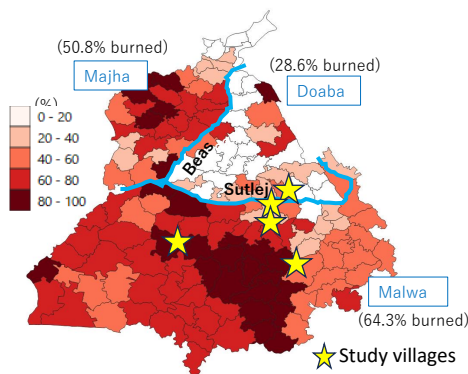 (50.8% burned)
Majha
(28.6% burned)
Doaba
(%)
0 - 20
20 - 40
40 - 60
60 - 80
80 - 100
Beas
Sutlej
Malwa
(64.3% burned)
Study villages